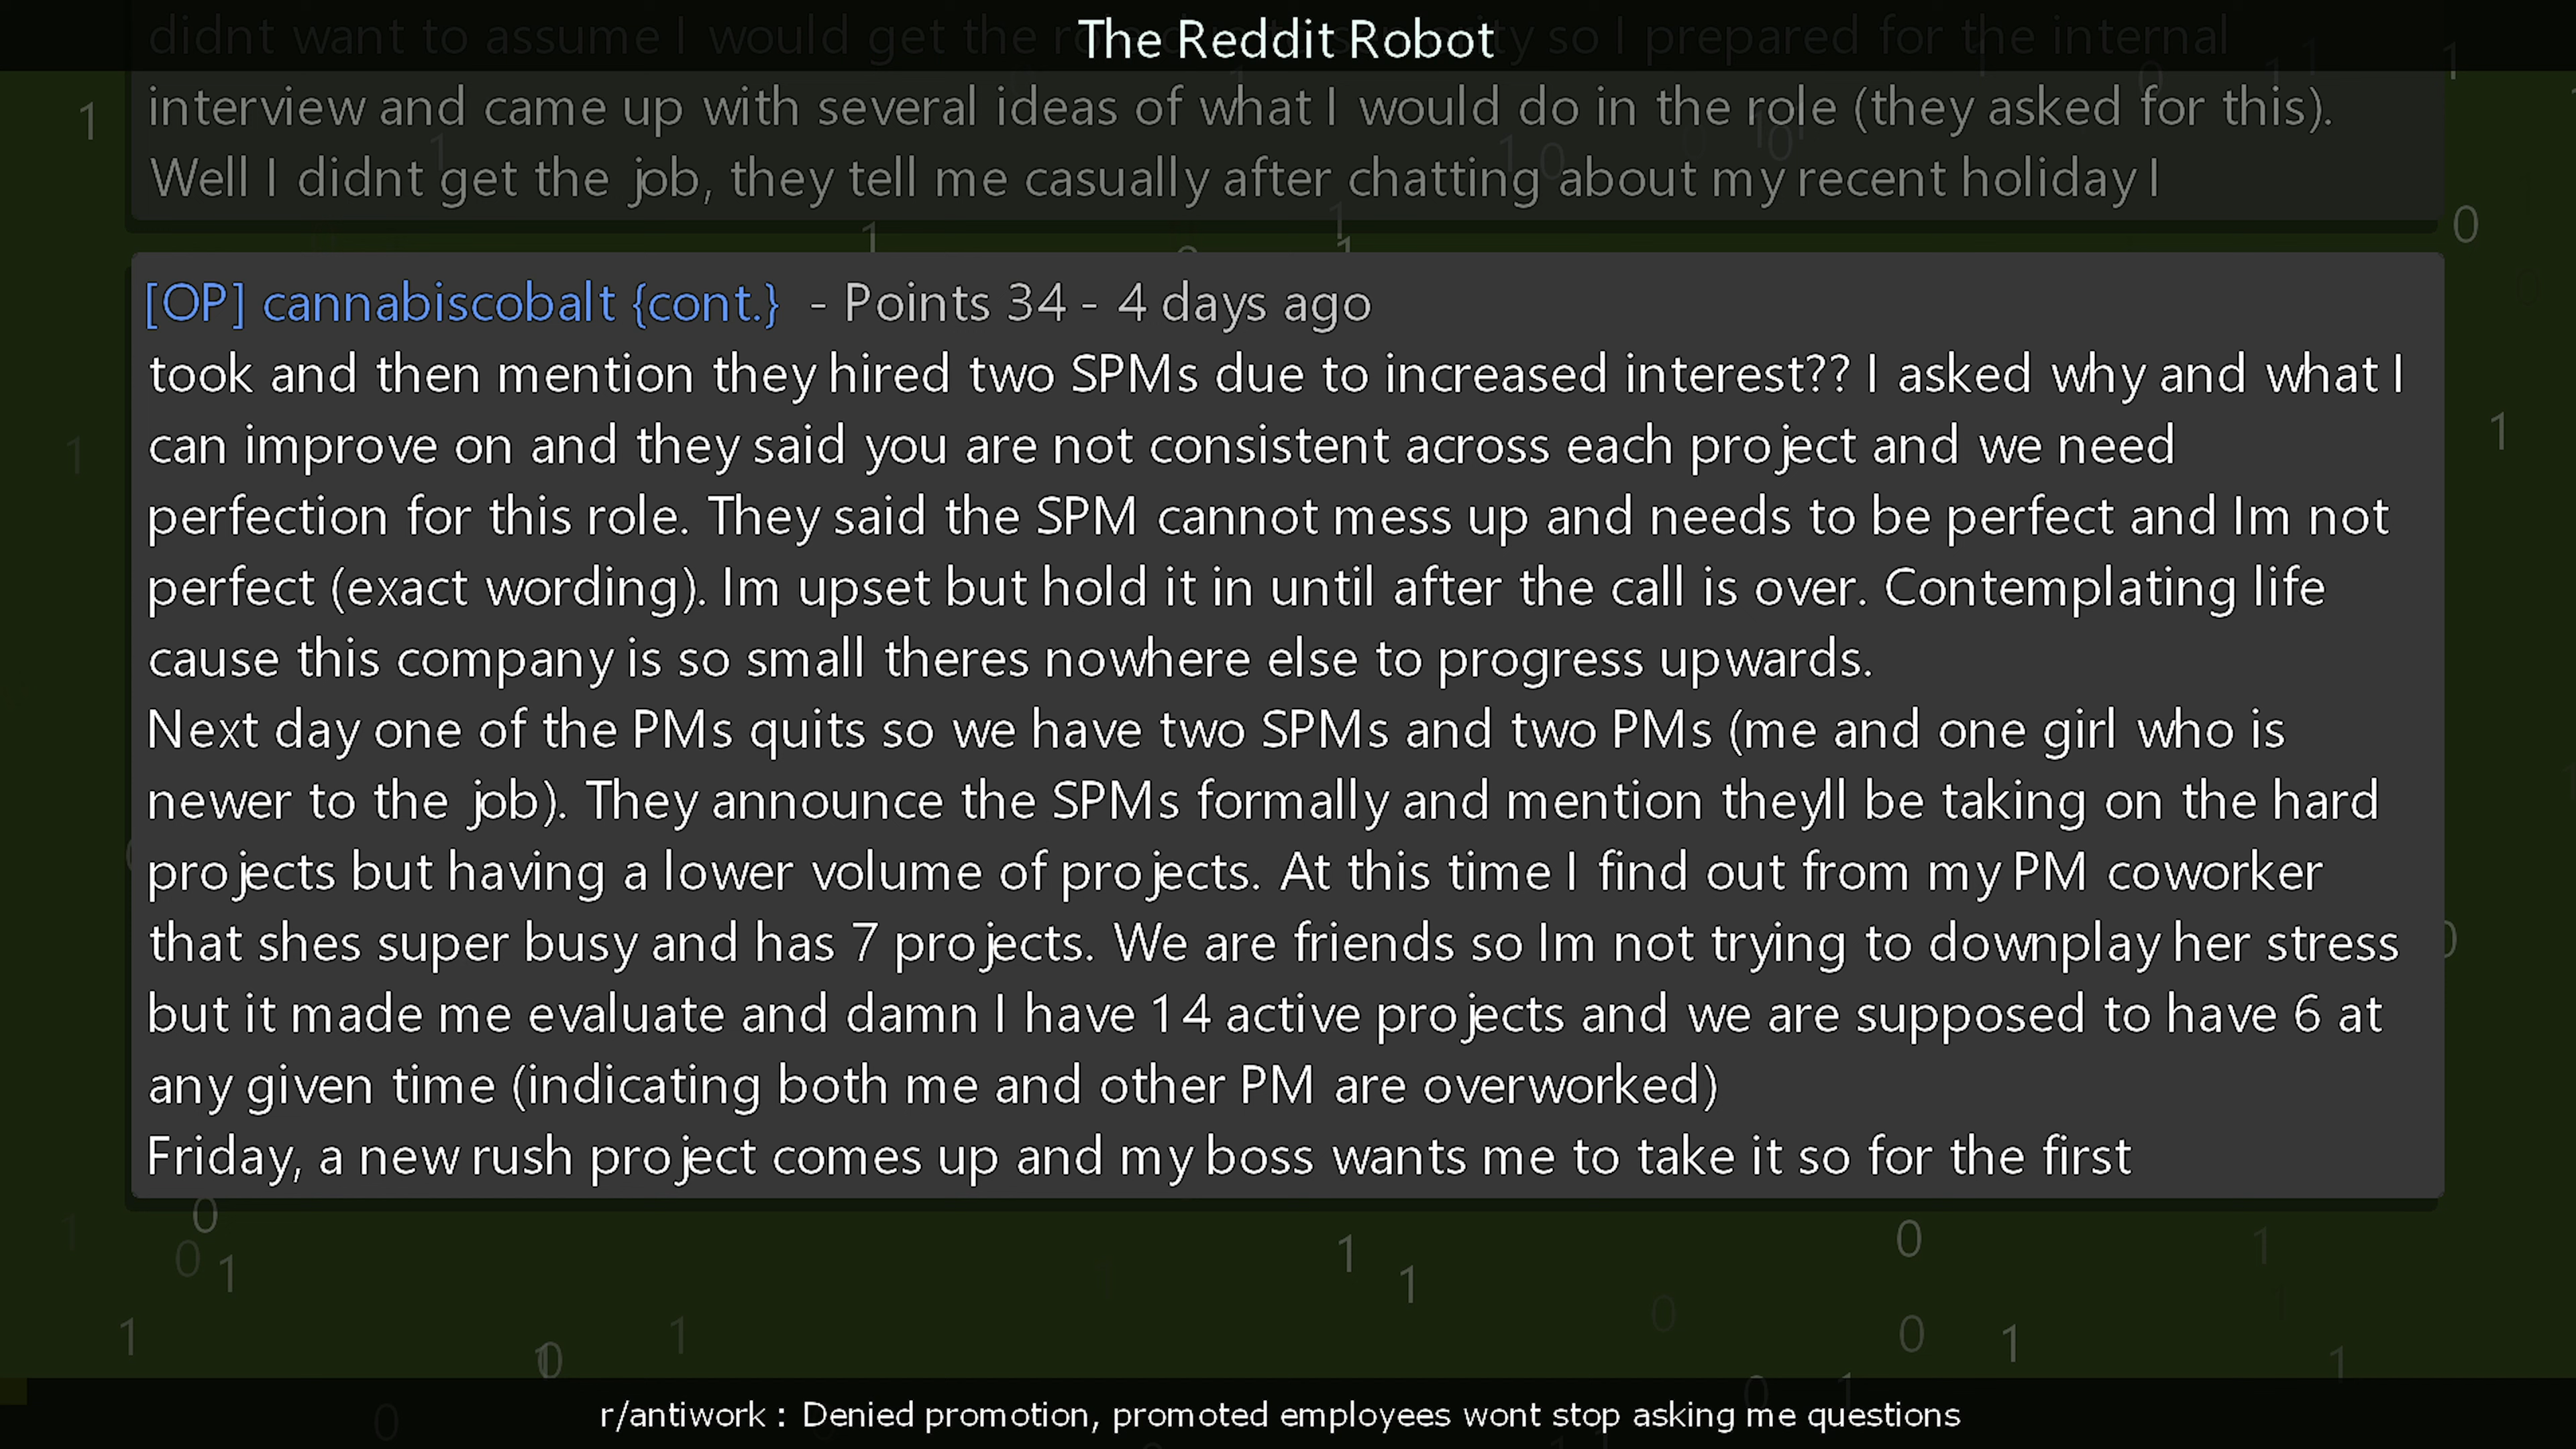 The Reddit Robot
didnt want to assume I would get the so I prepared for the internal
interview and came up with several ideas of what I would do in the role (they asked for this).
Well I didnt get the job, they tell me casually after chatting about my recent holiday I
[OP] cannabiscobalt {cont.} - Points 34 - 4 days ago
took and then mention they hired two SPMs due to increased interest?? I asked why and what I
can improve on and they said you are not consistent across each project and we need
perfection for this role. They said the SPM cannot mess up and needs to be perfect and Im not
perfect (exact wording). Im upset but hold it in until after the call is over. Contemplating life
cause this company is so small theres nowhere else to progress upwards.
Next day one of the PMs quits so we have two SPMs and two PMs (me and one girl who is
newer to the job). They announce the SPMs formally and mention theyll be taking on the hard
projects but having a lower volume of projects. At this time I find out from my PM coworker
that shes super busy and has 7 projects. We are friends so Im not trying to downplay her stress
but it made me evaluate and damn I have 14 active projects and we are supposed to have 6 at
any given time (indicating both me and other PM are overworked)
Friday, a new rush project comes up and my boss wants me to take it so for the first
r/antiwork : Denied promotion, promoted employees wont stop asking me questions